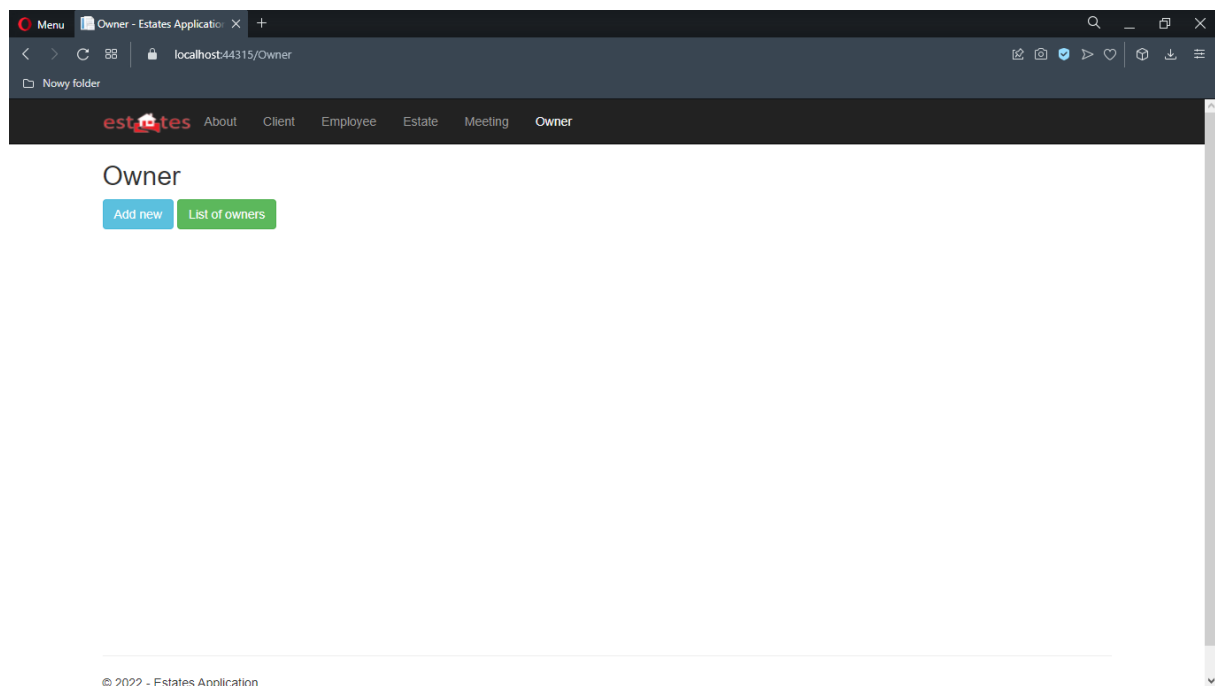 Menu Owner - Estates Applicatio
localhost:44315/Owner
Nowy folder
estates About Client Employee Estate Meeting Owner
Owner
Add new List of owners
© 2022 - Estates Application